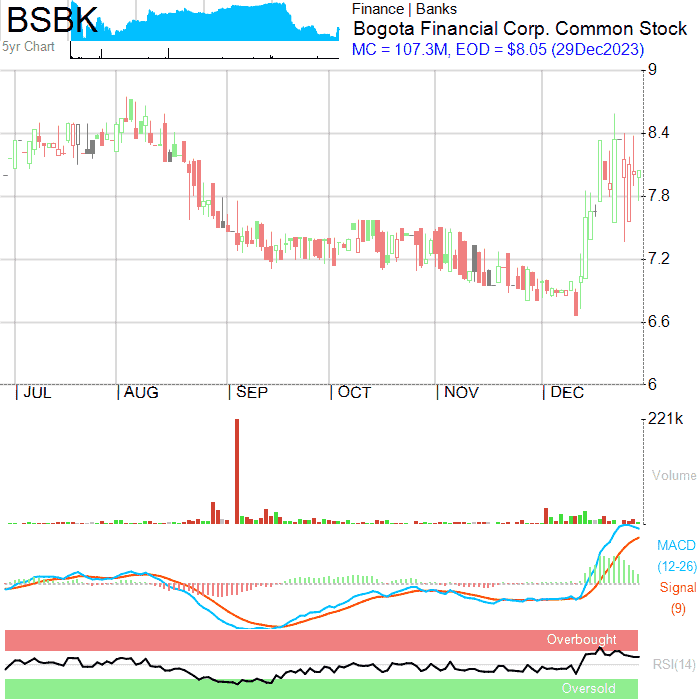 BSBK
5yr Chart
Finance | Banks
Bogota Financial Corp. Common Stock
MC = 107.3M, EOD = $8.05 (29Dec2023)
9
8.4
7.8
7.2
6.6
6
|JUL |AUG |SEP |OCT |NOV |DEC
221k
Volume
MACD
(12-26)
Signal
(9)
Overbought
RSI(14)
Oversold